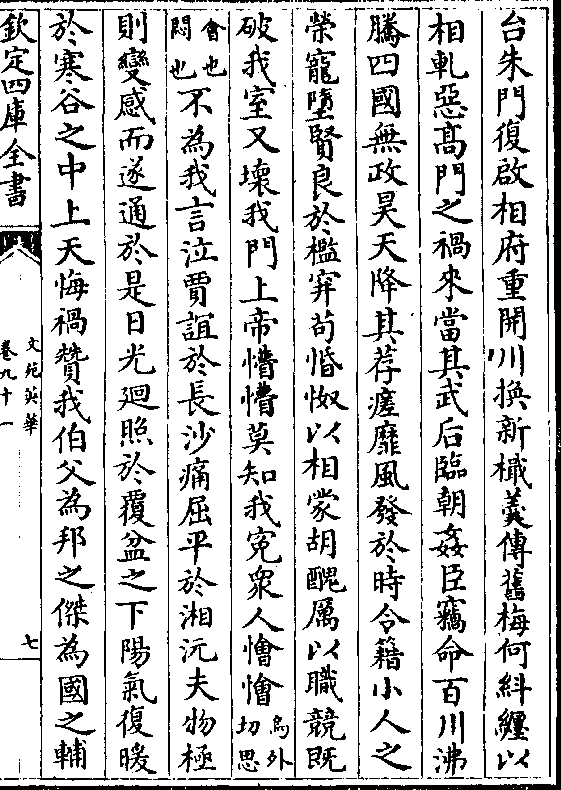 台朱門復啟相府重開川換新檝羹傳舊梅何糾纒以
相軋惡髙門之禍來當其武后臨朝姦臣竊命百川沸
騰四國無政昊天降其荐瘥靡風發於時令籍小人之
榮寵墮賢良於檻穽苟惛怓以相蒙胡醜厲以職競既
破我室又壞我門上帝懵懵莫知我寃衆人憎憎烏外切思
會也悶也不為我言泣賈誼於長沙痛屈平於湘沅夫物極
則變感而遂通於是日光廻照於覆盆之下陽氣復暖
於寒谷之中上天悔禍贊我伯父為邦之傑為國之輔
欽定四庫全書
文苑英華
卷九十一
七